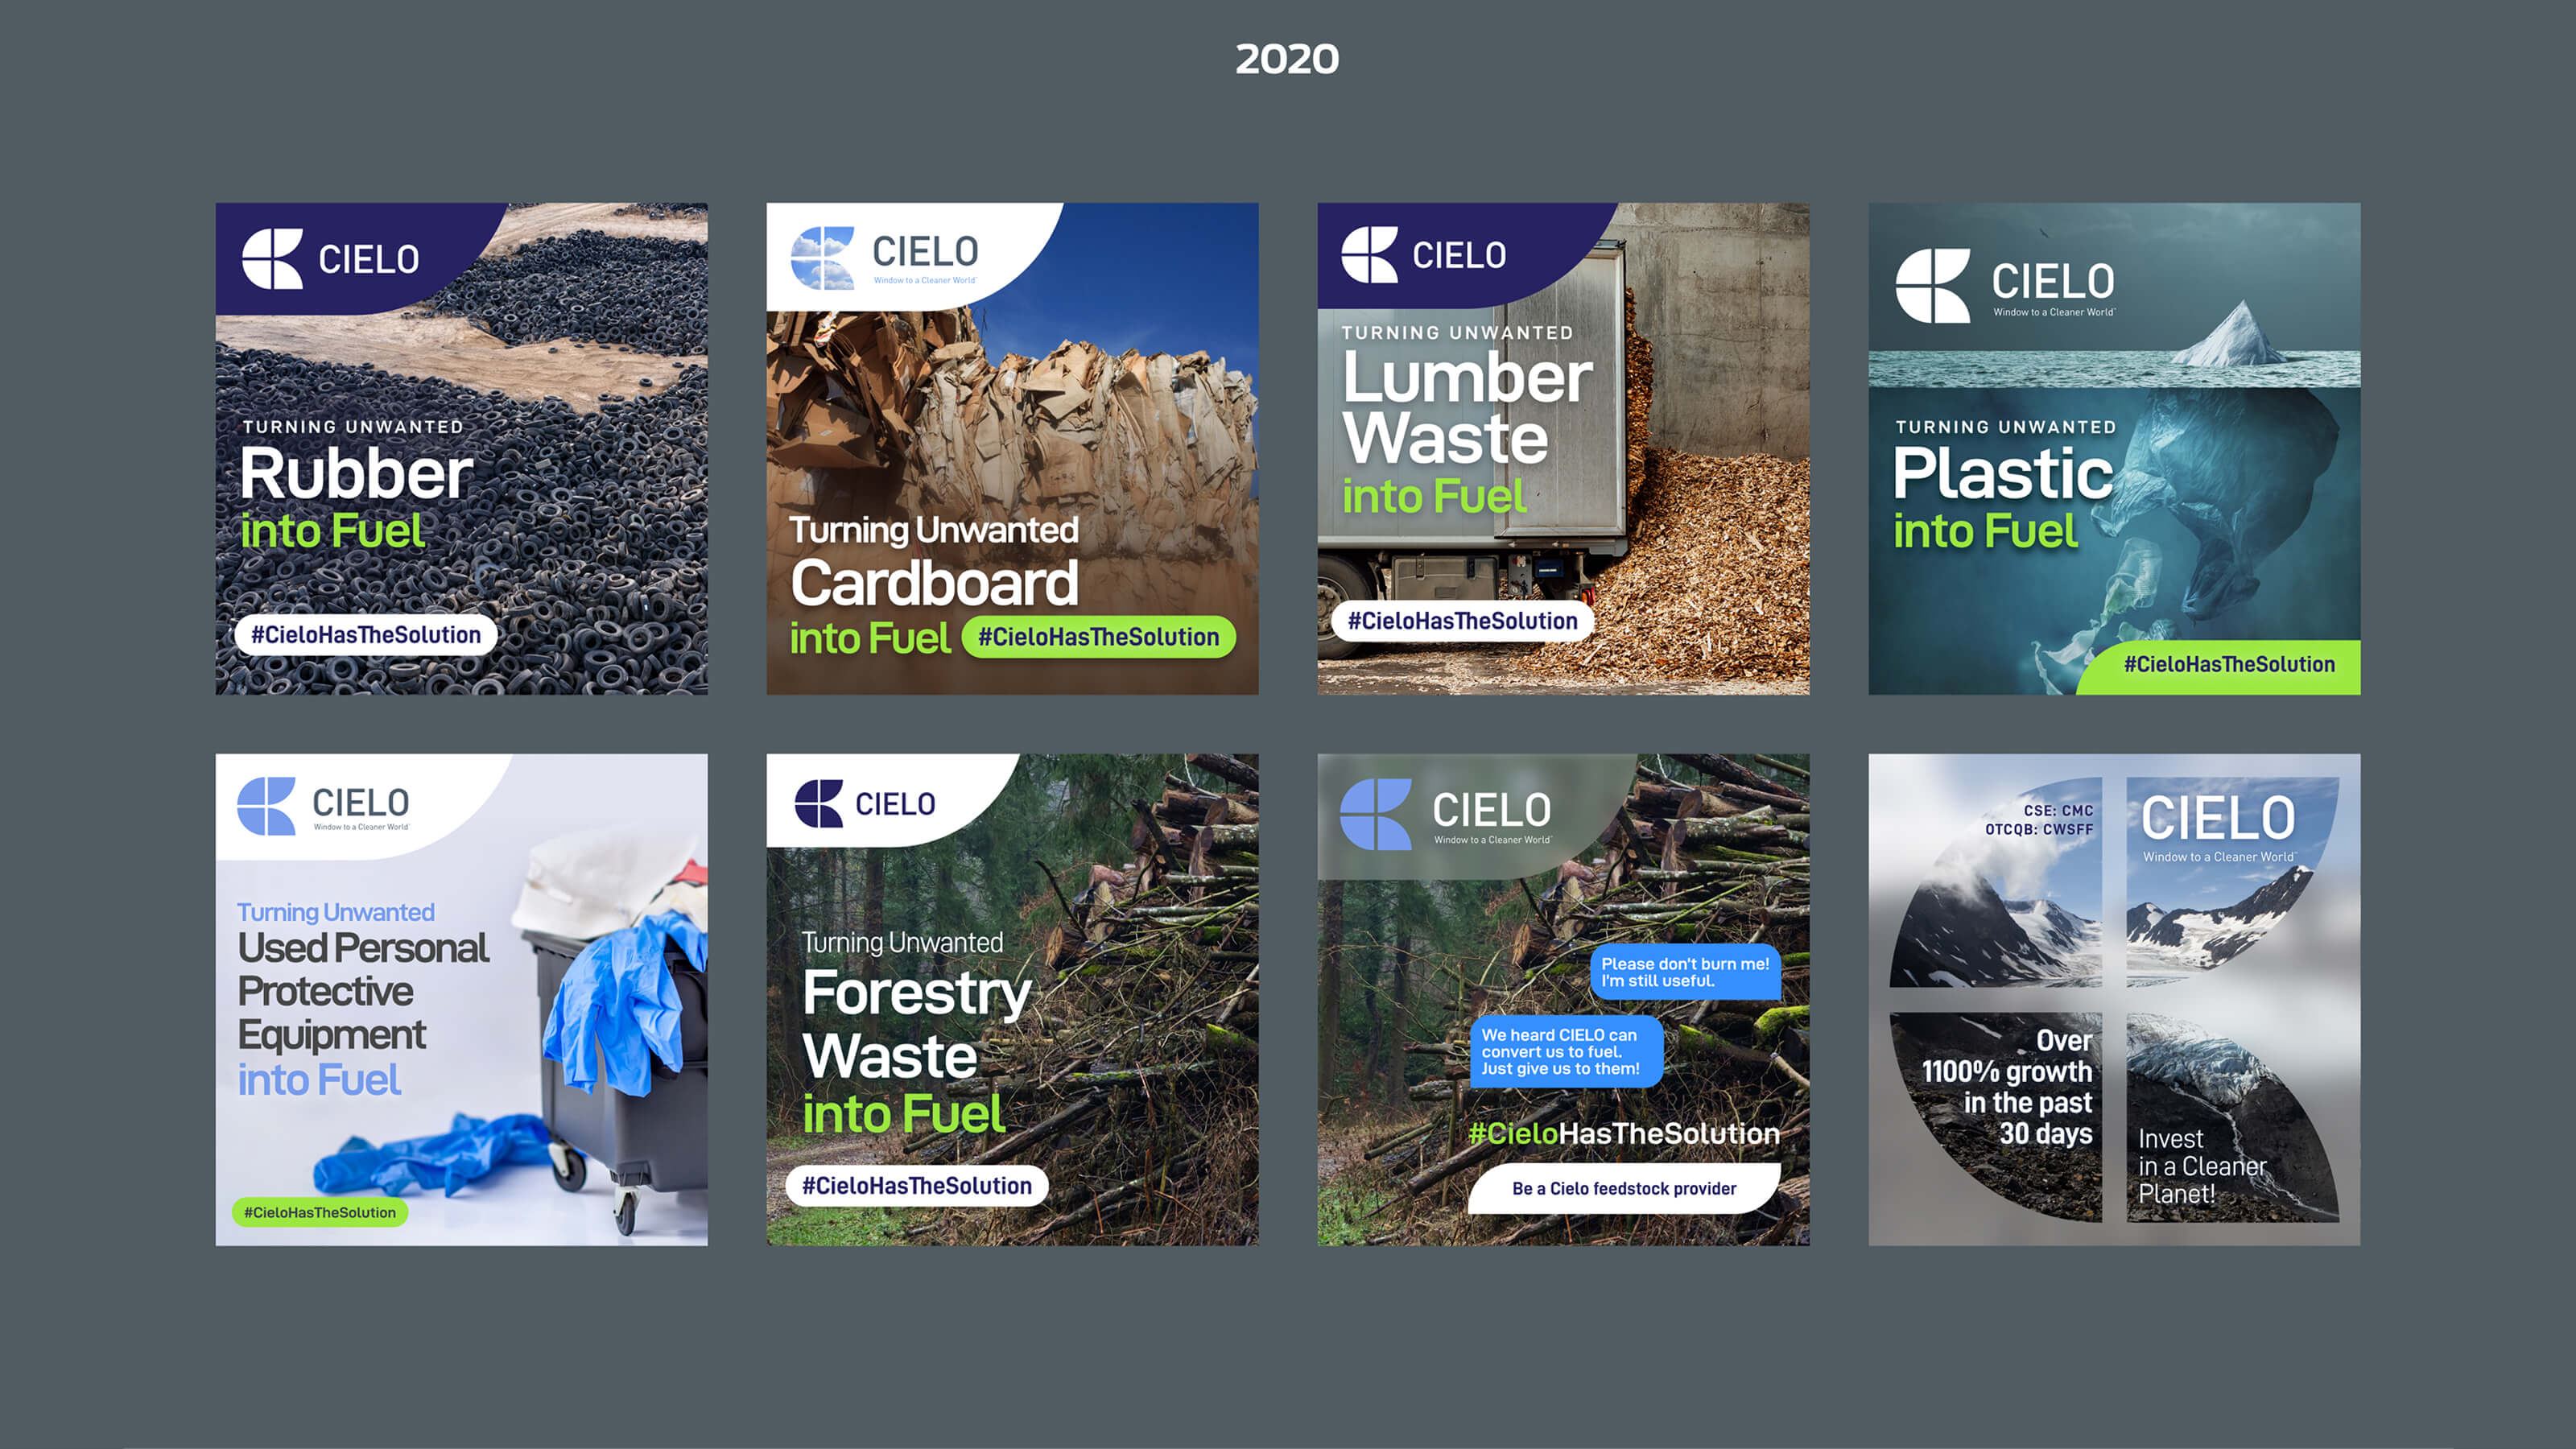 2020
CIELO
TURNING UNWANTED
Rubber
into Fuel
#CieloHasTheSolution
CIELO
Window to a Cleaner World™
Turning Unwanted
Cardboard
into Fuel #CieloHasTheSolution
CIELO
TURNING UNWANTED
Lumber
Waste
into Fuel
#CieloHasTheSolution
CIELO
Window to a Cleaner World™
TURNING UNWANTED
Plastic
into Fuel
#CieloHasTheSolution
CIELO
Window to a Cleaner World™
Turning Unwanted
Used Personal
Protective
Equipment
into Fuel
#CieloHasTheSolution
CIELO
Turning Unwanted
Forestry
Waste
into Fuel
#CieloHasTheSolution
CIELO
Window to a Cleaner World™
Please don't burn me!
I'm still useful.
We heard CIELO can
convert us to fuel.
Just give us to them!
#CieloHasTheSolution
Be a Cielo feedstock provider
CSE: CMC
OTCQB: CWSFF
CIELO
Window to a Cleaner World™
Over
1100% growth
in the past
30 days
Invest
in a Cleaner
Planet!